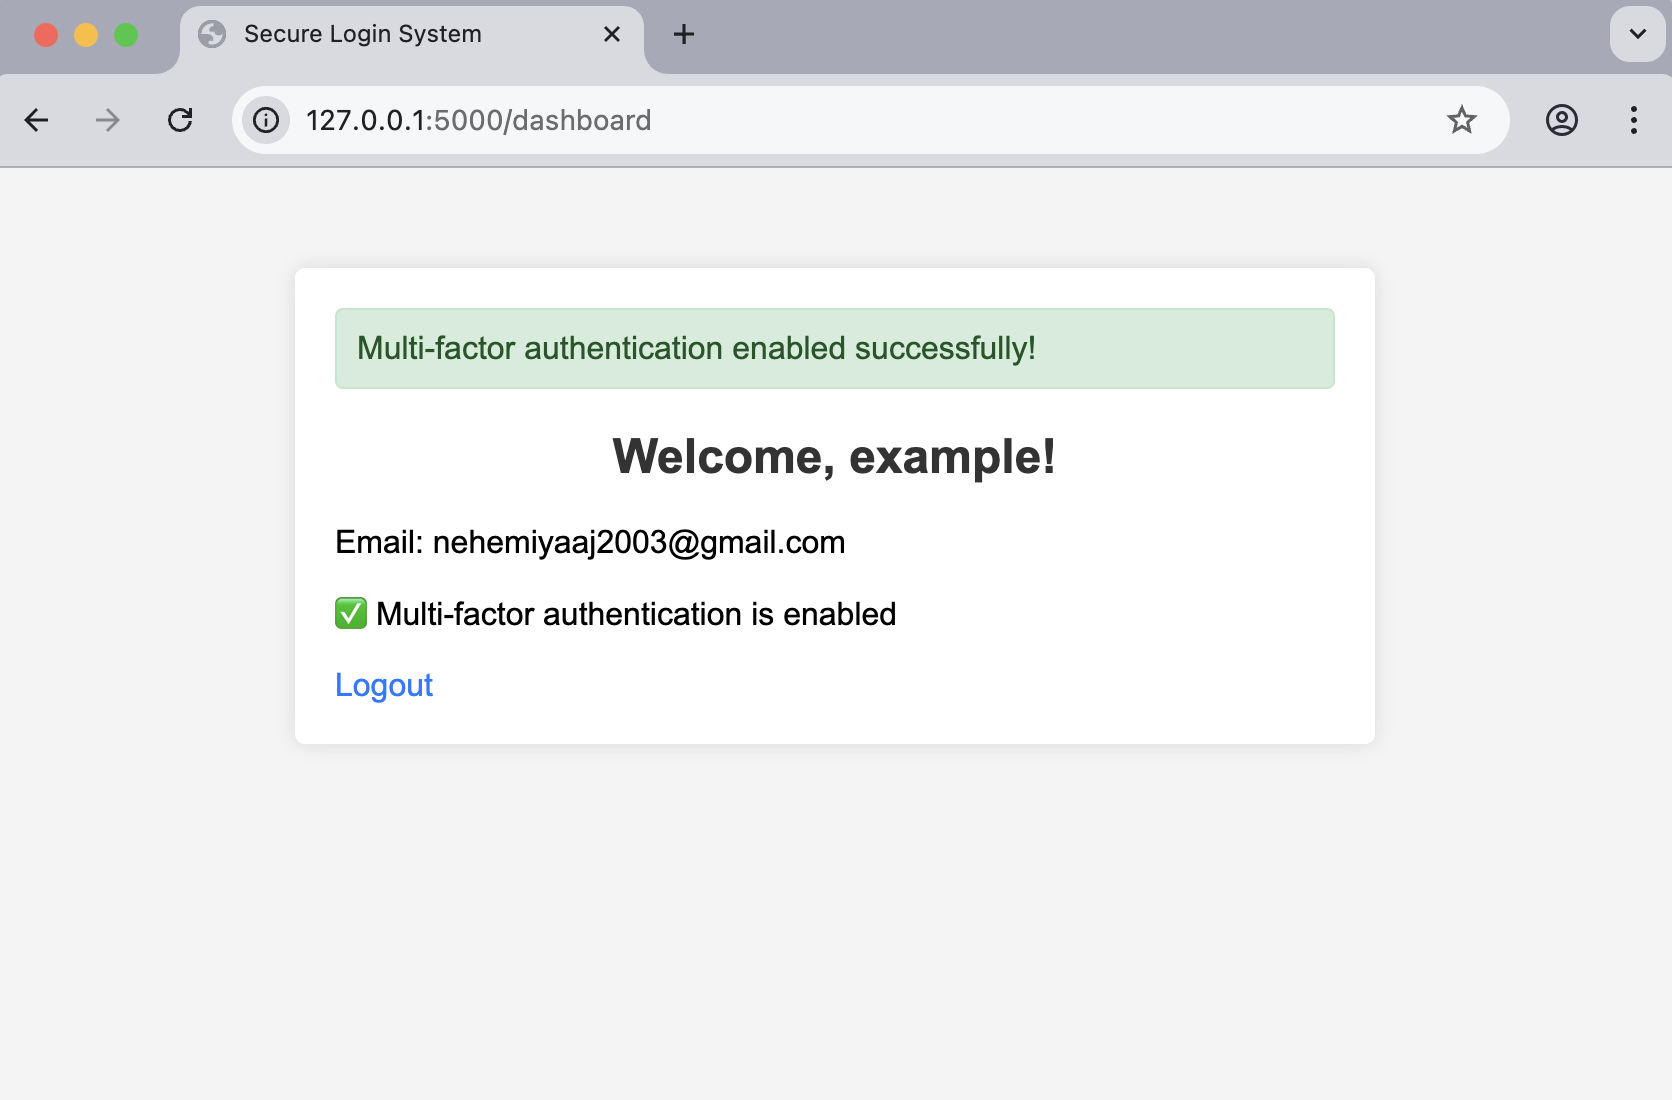 Secure Login System
127.0.0.1:5000/dashboard
Multi-factor authentication enabled successfully!
Welcome, example!
Email: nehemiyaaj2003@gmail.com
✅ Multi-factor authentication is enabled
Logout